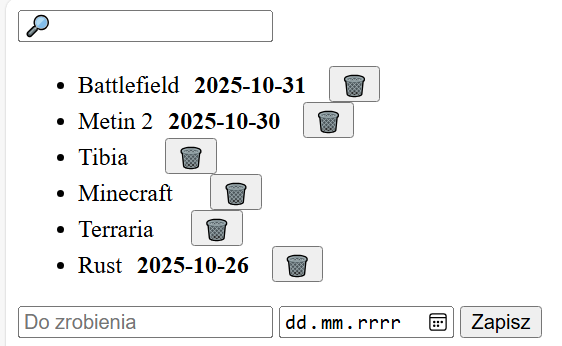 Battlefield 2025-10-31
Metin 2 2025-10-30
Tibia
Minecraft
Terraria
Rust 2025-10-26
Do zrobienia dd.mm.rrrr Zapisz